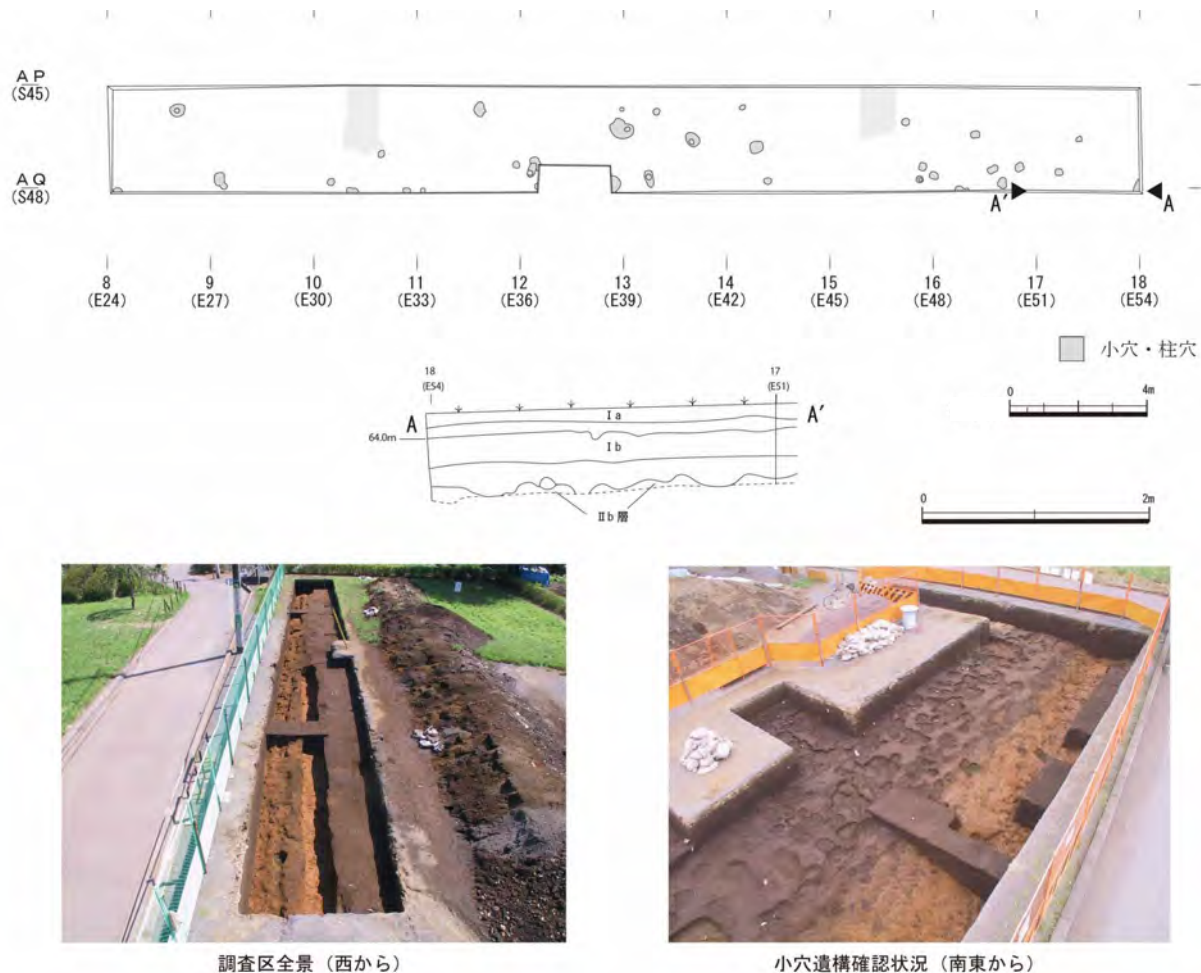 AP
(S45)
AQ
(S48)
A' A
8 9 10 11 12 13 14 15 16 17 18
(E24) (E27) (E30) (E33) (E36) (E39) (E42) (E45) (E48) (E51) (E54)
小穴・柱穴
0 4m
18 17
(E54) (E51)
A A'
Ⅰa
64.0m
Ⅰb
Ⅱb層
0 2m
調査区全景（西から）
小穴遺構確認状況（南東から）